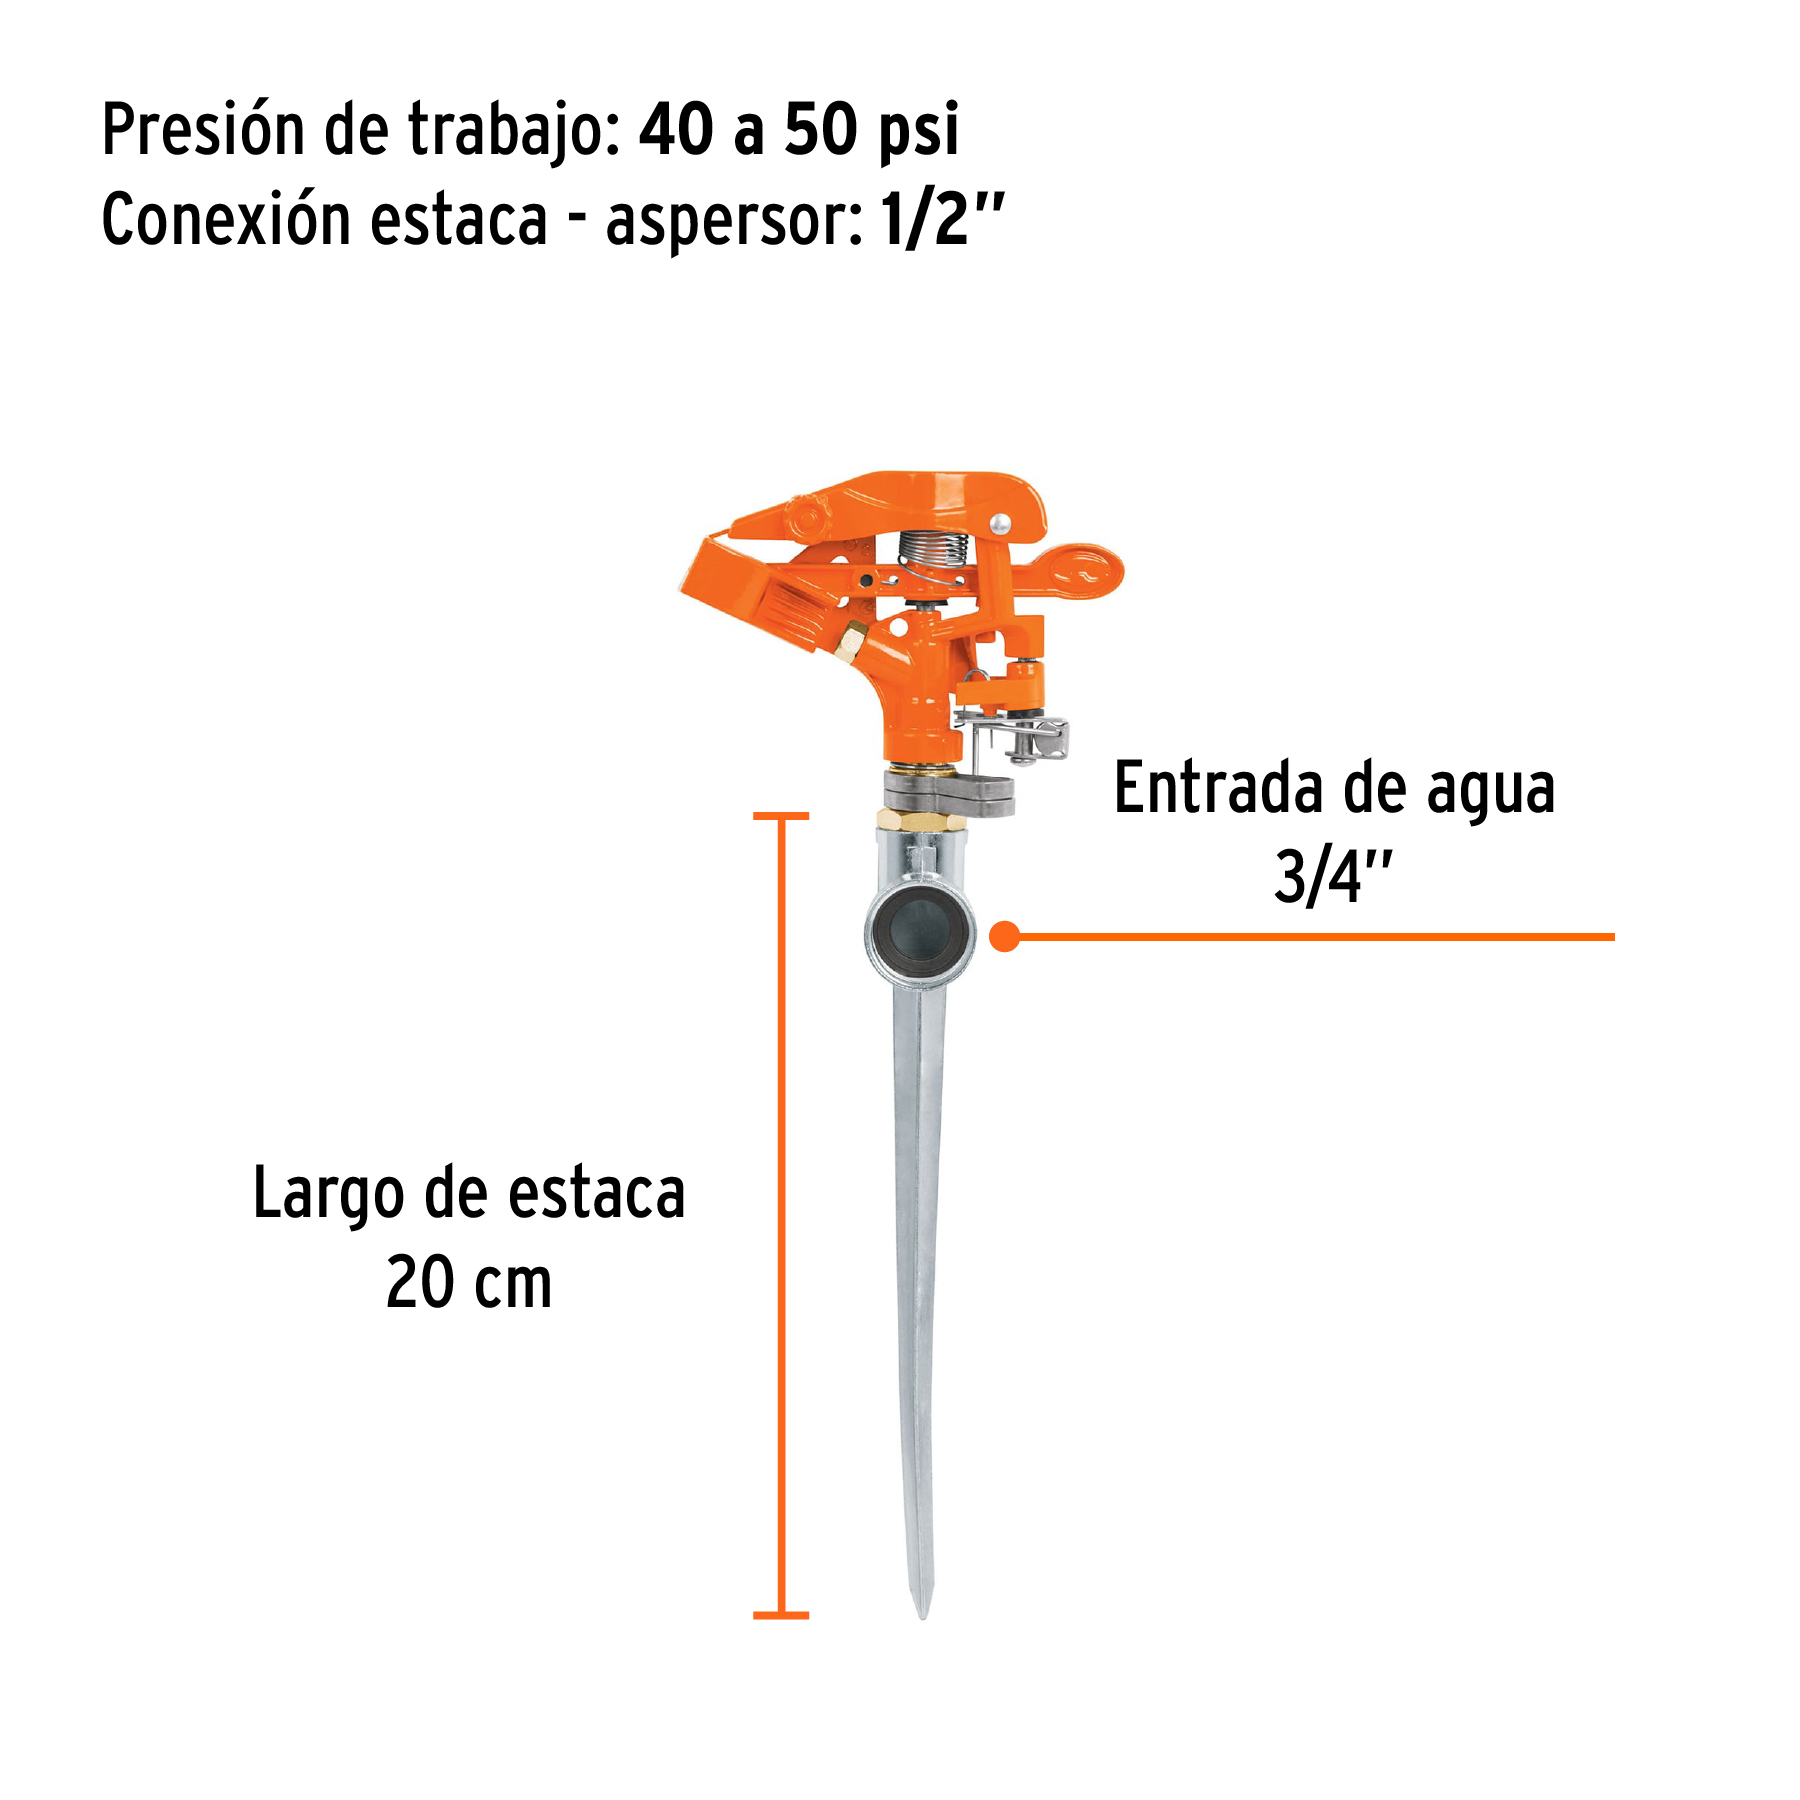 Presión de trabajo: 40 a 50 psi
Conexión estaca - aspersor: 1/2"
Entrada de agua
3/4"
Largo de estaca
20 cm